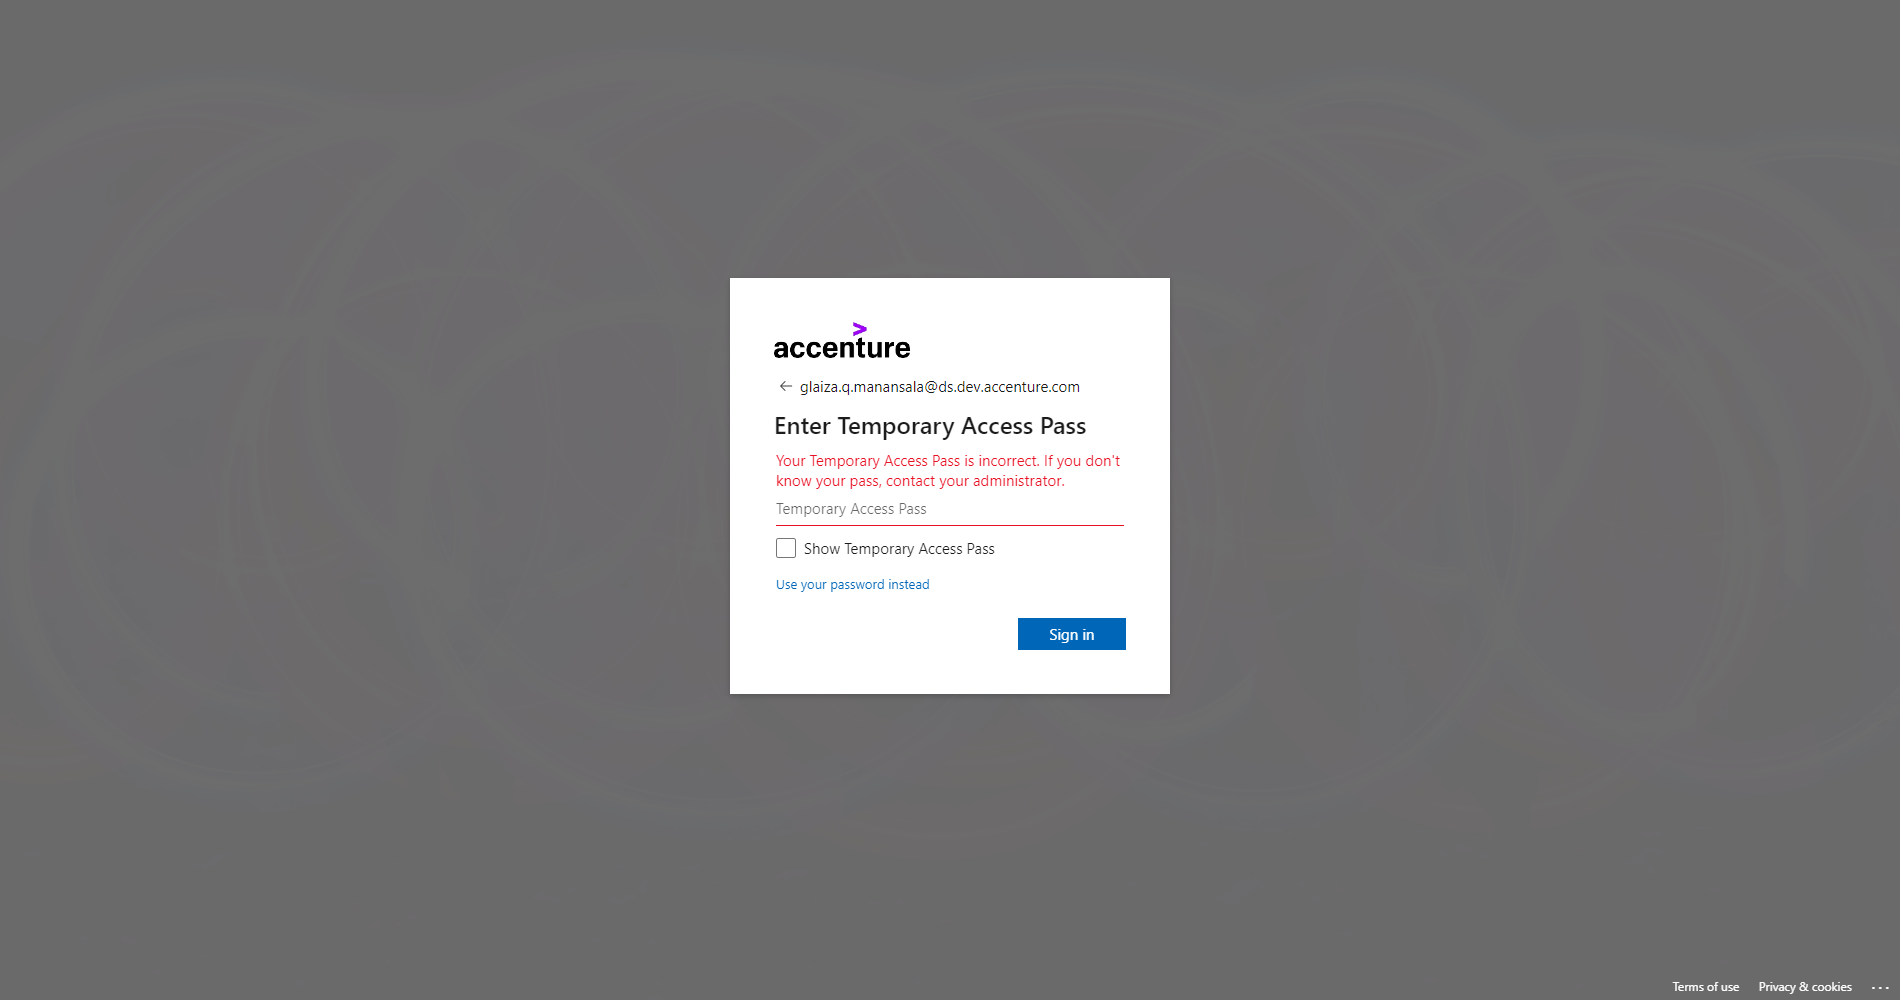 accenture
glaiza.q.manansala@ds.dev.accenture.com
Enter Temporary Access Pass
Your Temporary Access Pass is incorrect. If you don't
know your pass, contact your administrator.
Temporary Access Pass
Show Temporary Access Pass
Use your password instead
Sign in
Terms of use Privacy & cookies ...